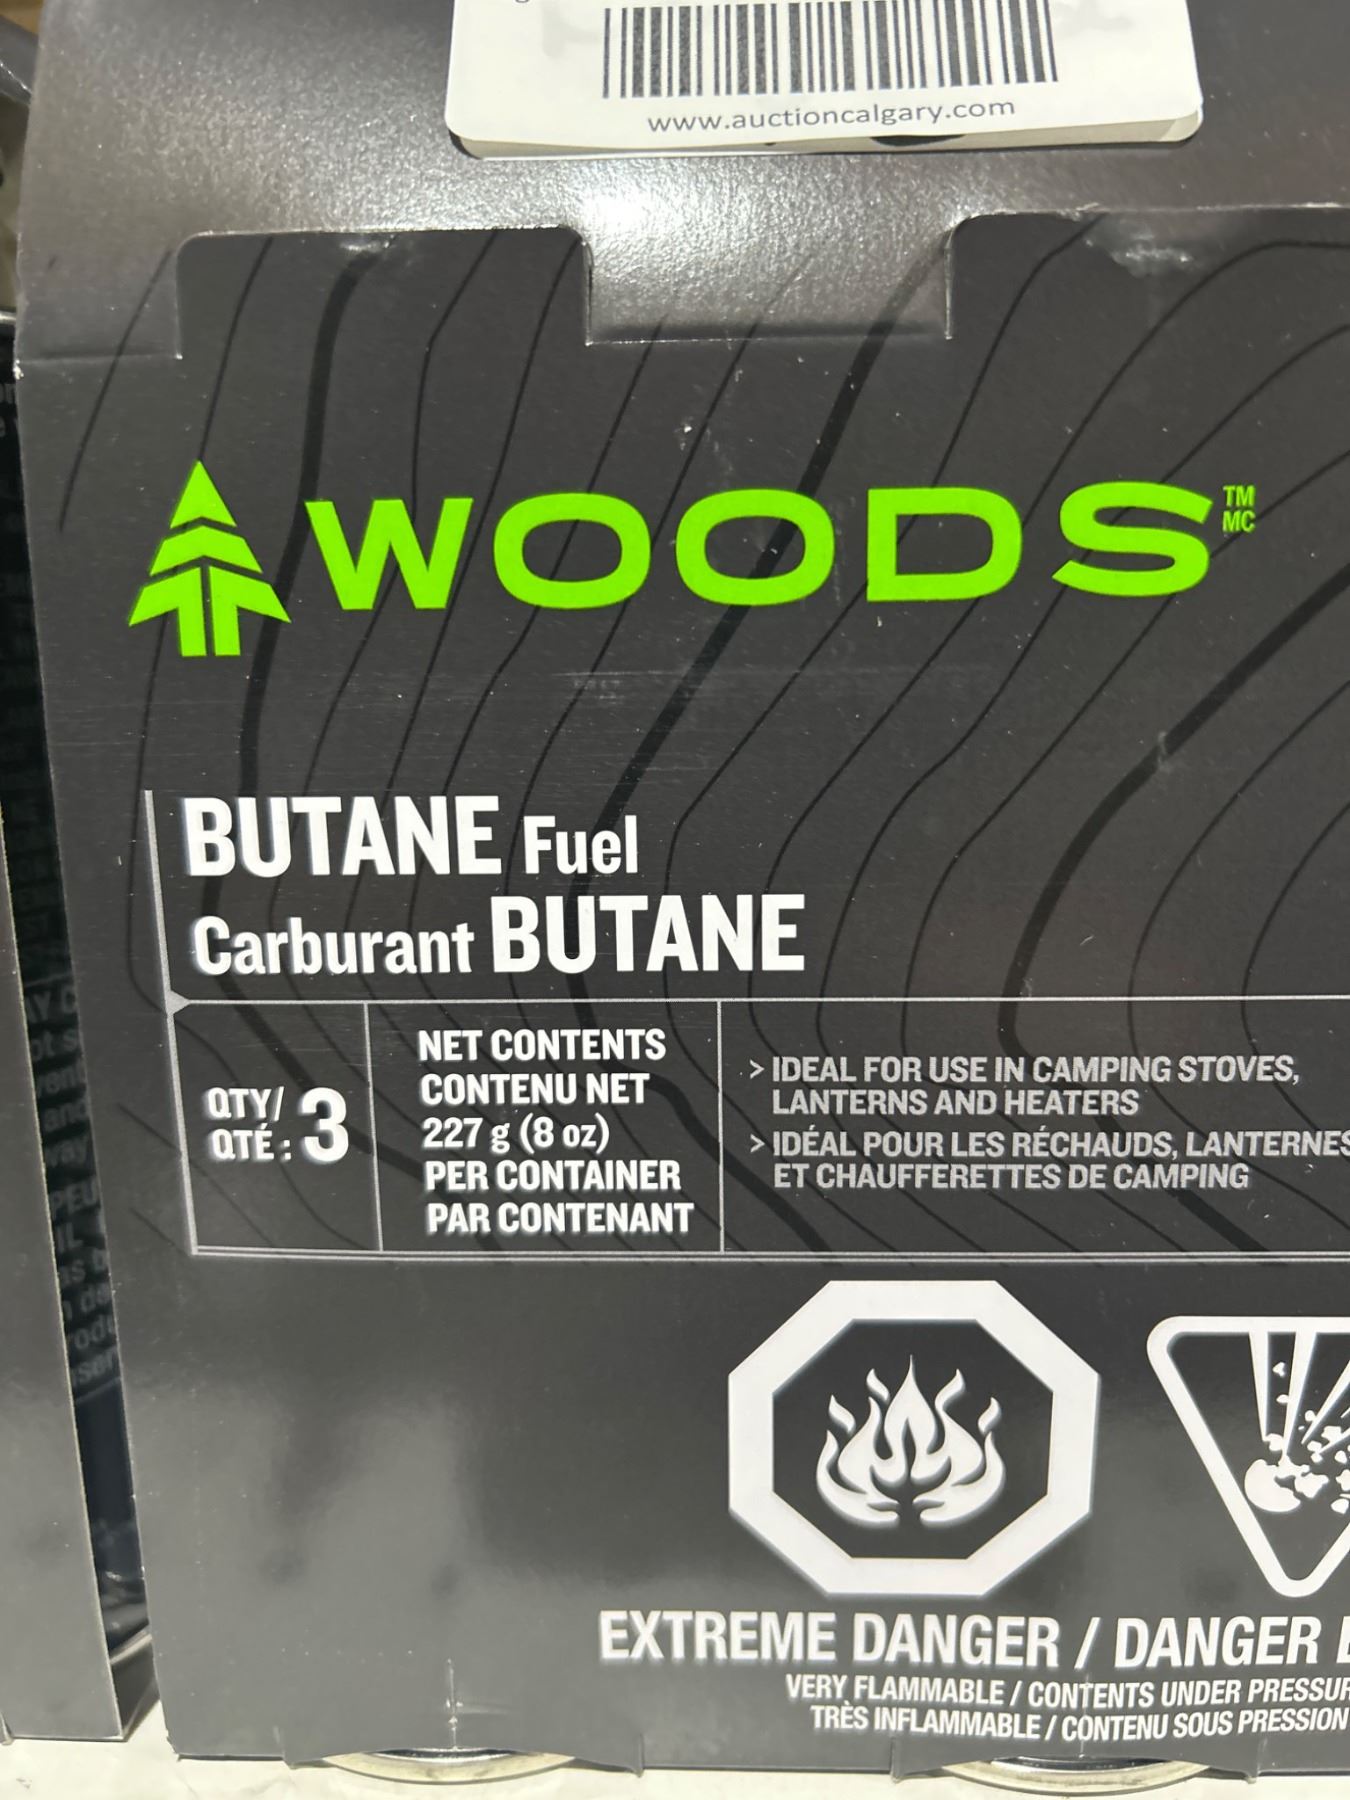 www.auctioncalgary.com
WOODS TM
MC
BUTANE Fuel
Carburant BUTANE
QTY/
QTÉ : 3
NET CONTENTS
CONTENU NET
227 g (8 oz)
PER CONTAINER
PAR CONTENANT
> IDEAL FOR USE IN CAMPING STOVES,
LANTERNS AND HEATERS
> IDÉAL POUR LES RÉCHAUDS, LANTERNES
ET CHAUFFERETTES DE CAMPING
EXTREME DANGER / DANGER
VERY FLAMMABLE / CONTENTS UNDER
TRÈS INFLAMMABLE / CONTENU SOUS PRESSION